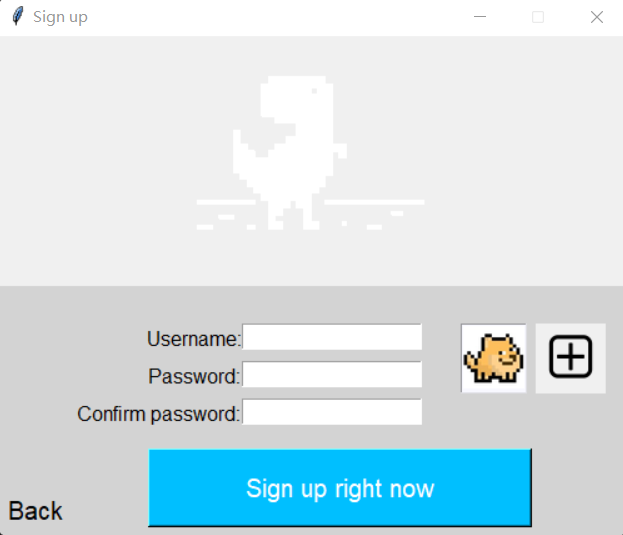 Sign up
Username:
Password:
Confirm password:
Sign up right now
Back